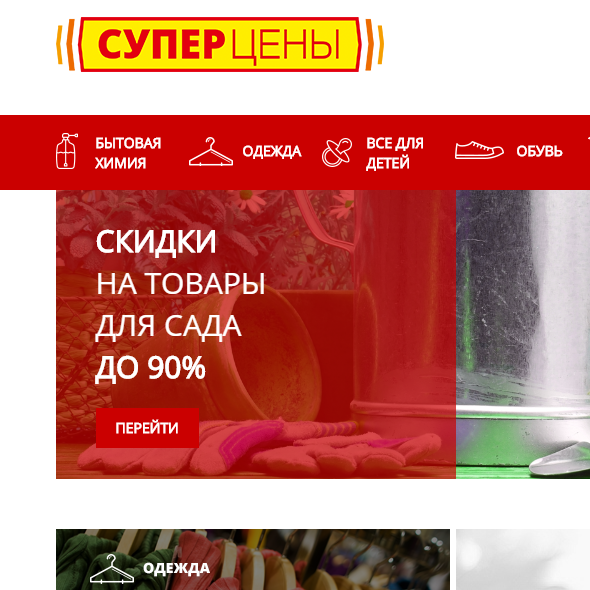 СУПЕРЦЕНЫ
БЫТОВАЯ
ХИМИЯ
ОДЕЖДА
ВСЕ ДЛЯ
ДЕТЕЙ
ОБУВЬ
СКИДКИ
НА ТОВАРЫ
ДЛЯ САДА
ДО 90%
ПЕРЕЙТИ
ОДЕЖДА